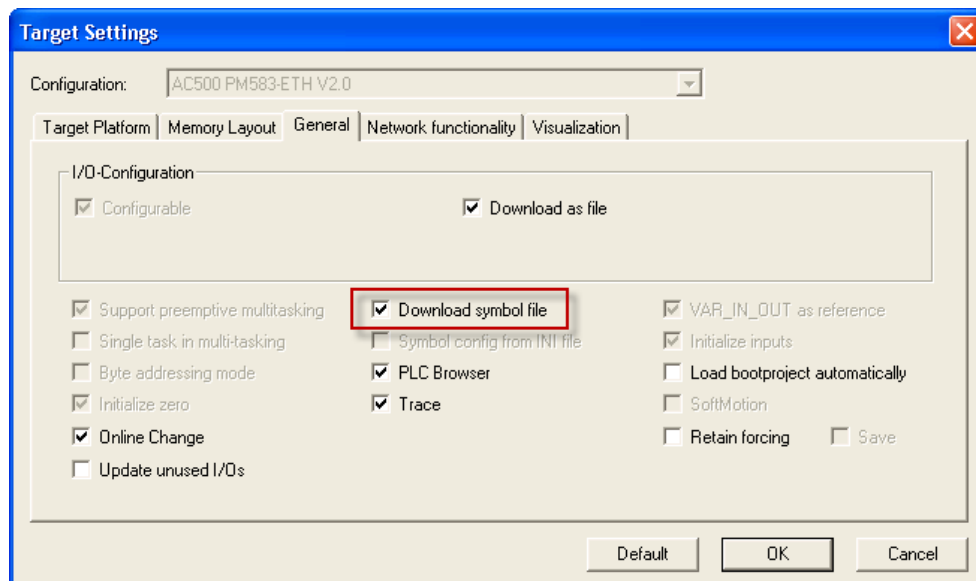 Target Settings
Configuration: AC500 PM583-ETH V2.0
Target Platform Memory Layout General Network functionality Visualization
I/O-Configuration
Configurable Download as file
Support preemptive multitasking Download symbol file VAR_IN_OUT as reference
Single task in multi-tasking Symbol config from INI file Initialize inputs
Byte addressing mode PLC Browser Load bootproject automatically
Initialize zero Trace SoftMotion
Online Change Retain forcing Save
Update unused I/Os
Default OK Cancel